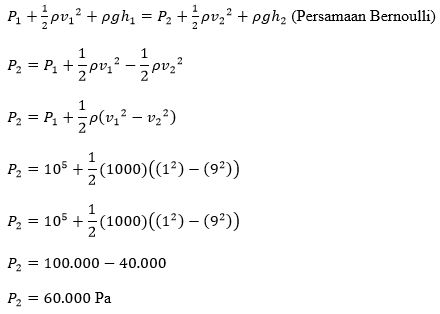 P₁ + ½ρv₁² + ρgh₁ = P₂ + ½ρv₂² + ρgh₂ (Persamaan Bernoulli)
P₂ = P₁ + ½ρv₁² − ½ρv₂²
P₂ = P₁ + ½ρ(v₁² − v₂²)
P₂ = 10⁵ + ½(1000)((1²) − (9²))
P₂ = 10⁵ + ½(1000)((1²) − (9²))
P₂ = 100.000 − 40.000
P₂ = 60.000 Pa